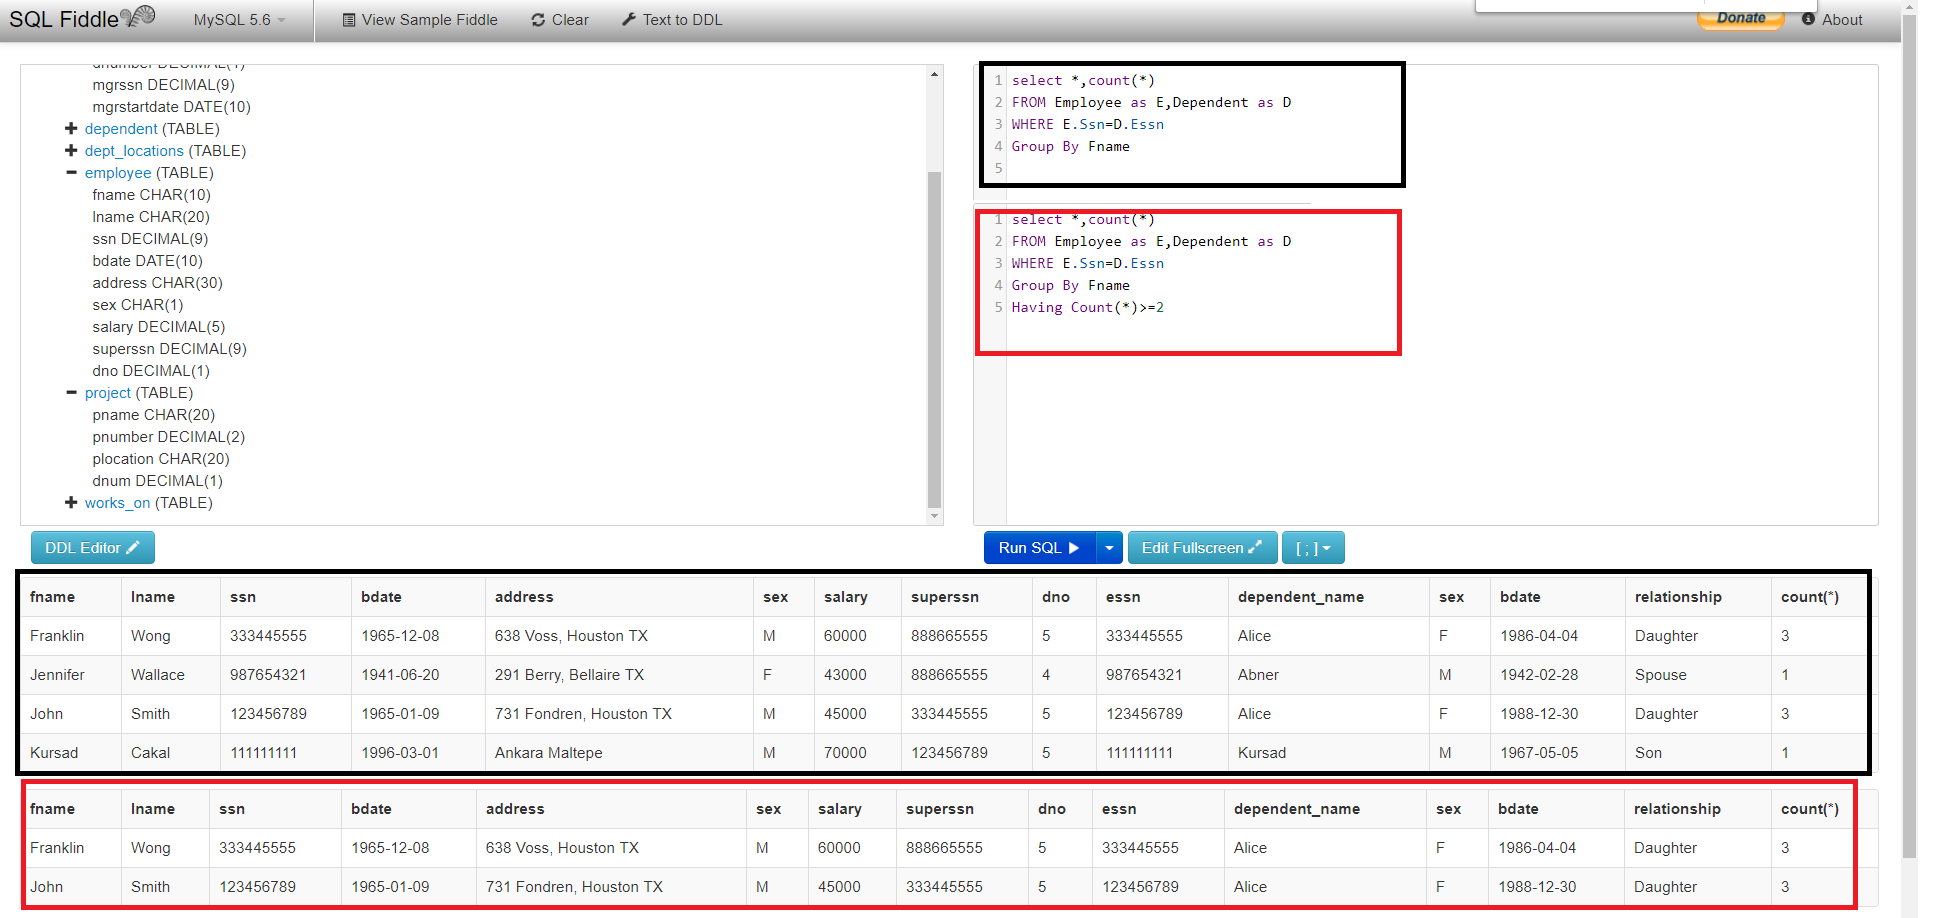 SQL Fiddle MySQL 5.6 View Sample Fiddle Clear Text to DDL Donate About
dnumber DECIMAL(1)
mgrssn DECIMAL(9)
mgrstartdate DATE(10)
dependent (TABLE)
dept_locations (TABLE)
employee (TABLE)
fname CHAR(10)
lname CHAR(20)
ssn DECIMAL(9)
bdate DATE(10)
address CHAR(30)
sex CHAR(1)
salary DECIMAL(5)
superssn DECIMAL(9)
dno DECIMAL(1)
project (TABLE)
pname CHAR(20)
pnumber DECIMAL(2)
plocation CHAR(20)
dnum DECIMAL(1)
works_on (TABLE)
DDL Editor
1 select *,count(*)
2 FROM Employee as E,Dependent as D
3 WHERE E.Ssn=D.Essn
4 Group By Fname
5
1 select *,count(*)
2 FROM Employee as E,Dependent as D
3 WHERE E.Ssn=D.Essn
4 Group By Fname
5 Having Count(*)>=2
Run SQL Edit Fullscreen [ ; ]
fname lname ssn bdate address sex salary superssn dno essn dependent_name sex bdate relationship count(*)
Franklin Wong 333445555 1965-12-08 638 Voss, Houston TX M 60000 888665555 5 333445555 Alice F 1986-04-04 Daughter 3
Jennifer Wallace 987654321 1941-06-20 291 Berry, Bellaire TX F 43000 888665555 4 987654321 Abner M 1942-02-28 Spouse 1
John Smith 123456789 1965-01-09 731 Fondren, Houston TX M 45000 333445555 5 123456789 Alice F 1988-12-30 Daughter 3
Kursad Cakal 111111111 1996-03-01 Ankara Maltepe M 70000 123456789 5 111111111 Kursad M 1967-05-05 Son 1
fname lname ssn bdate address sex salary superssn dno essn dependent_name sex bdate relationship count(*)
Franklin Wong 333445555 1965-12-08 638 Voss, Houston TX M 60000 888665555 5 333445555 Alice F 1986-04-04 Daughter 3
John Smith 123456789 1965-01-09 731 Fondren, Houston TX M 45000 333445555 5 123456789 Alice F 1988-12-30 Daughter 3